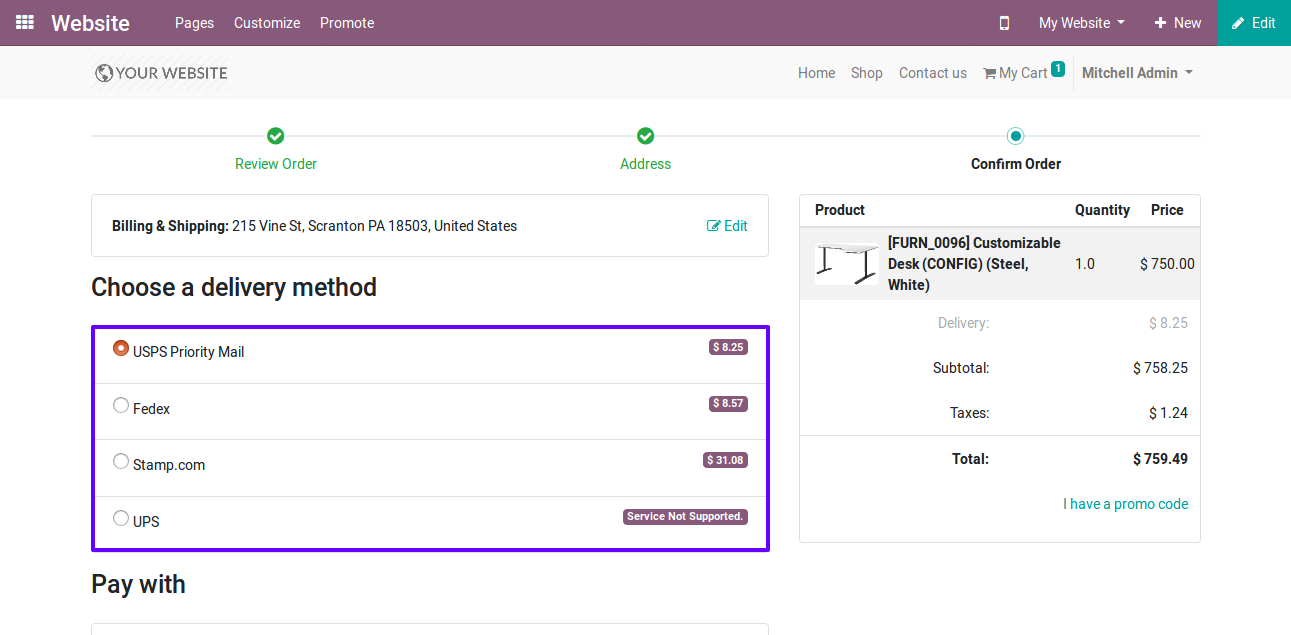 Website Pages Customize Promote My Website New Edit
YOUR WEBSITE Home Shop Contact us My Cart 1 Mitchell Admin
Review Order Address Confirm Order
Billing & Shipping: 215 Vine St, Scranton PA 18503, United States Edit
Choose a delivery method
USPS Priority Mail $ 8.25
Fedex $ 8.57
Stamp.com $ 31.08
UPS Service Not Supported.
Pay with
Product Quantity Price
[FURN_0096] Customizable
Desk (CONFIG) (Steel, 1.0 $ 750.00
White)
Delivery: $ 8.25
Subtotal: $ 758.25
Taxes: $ 1.24
Total: $ 759.49
I have a promo code